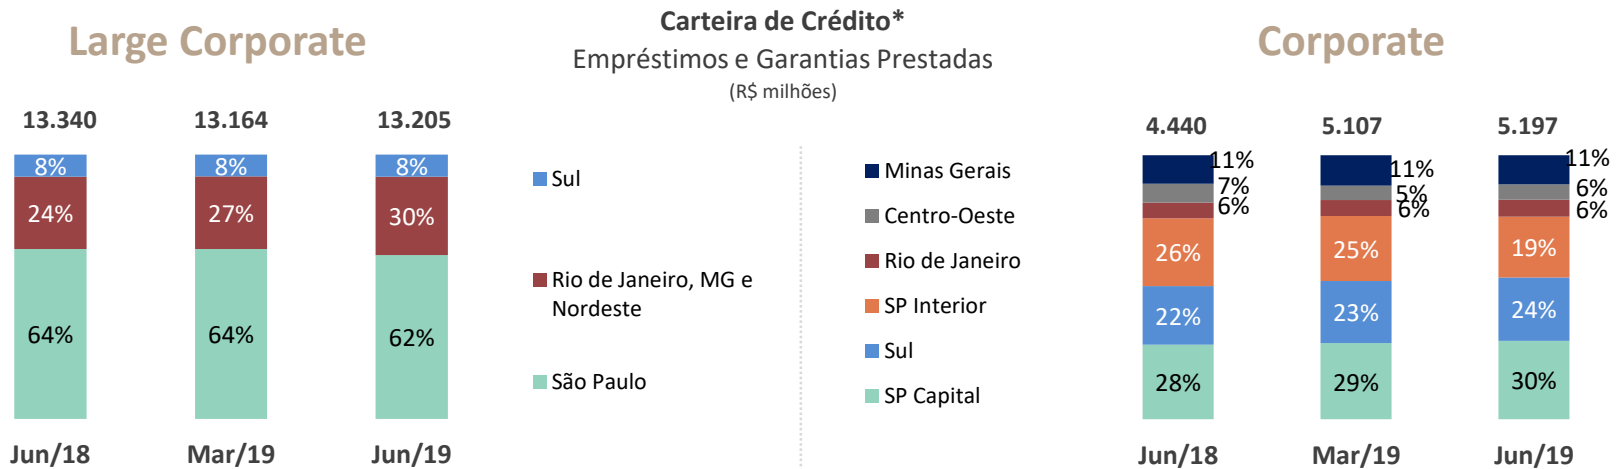 Large Corporate
13.340
13.164
13.205
8%
8%
8%
24%
27%
30%
64%
64%
62%
Jun/18
Mar/19
Jun/19
Carteira de Crédito*
Empréstimos e Garantias Prestadas
(R$ milhões)
Sul
Rio de Janeiro, MG e
Nordeste
São Paulo
Minas Gerais
Centro-Oeste
Rio de Janeiro
SP Interior
Sul
SP Capital
Corporate
4.440
5.107
5.197
11%
11%
11%
7%
5%
6%
6%
6%
6%
26%
25%
19%
22%
23%
24%
28%
29%
30%
Jun/18
Mar/19
Jun/19